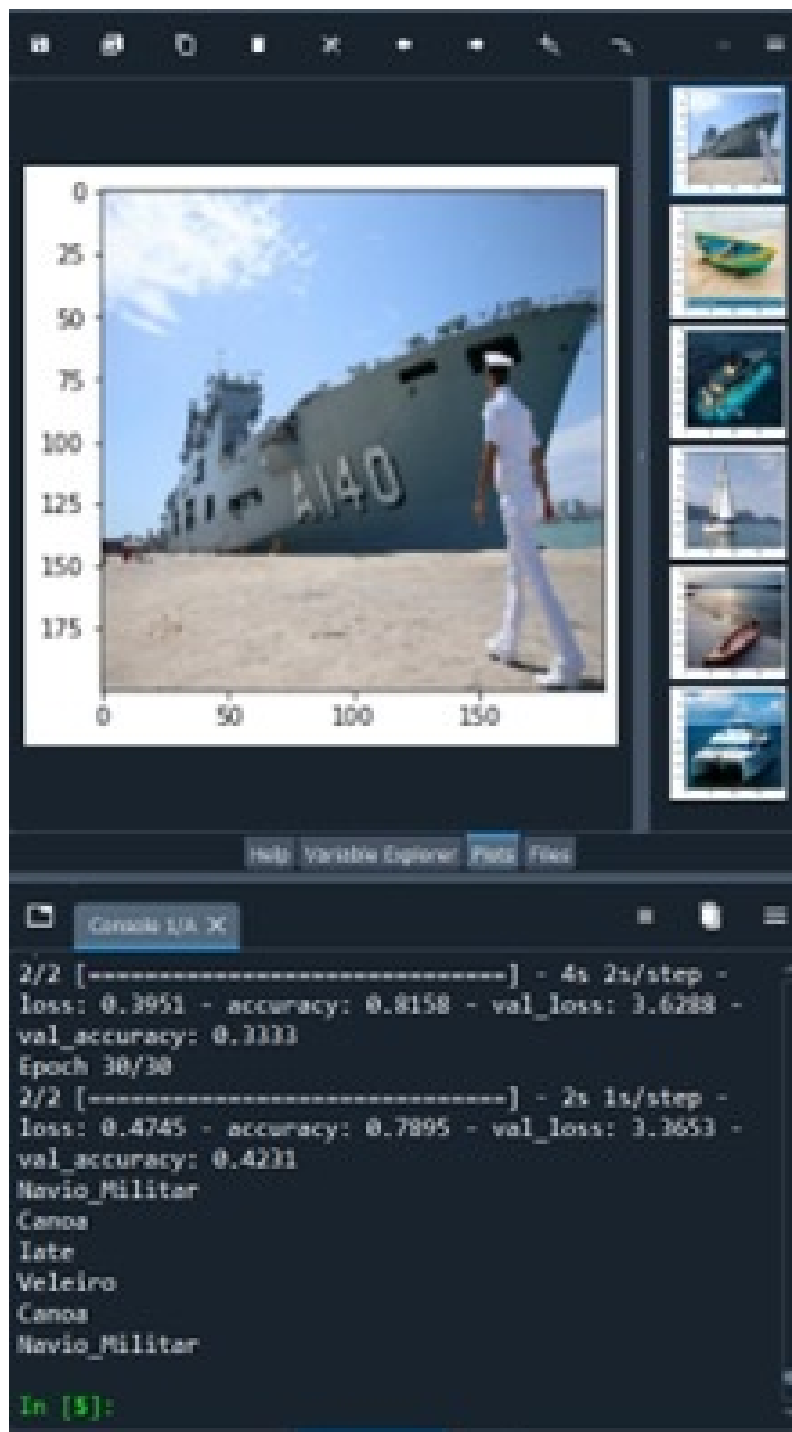 0
25
50
75
100
125
150
175
0 50 100 150
A140
Help Variable Explorer Plots Files
Console 1/A
2/2 [==============================] - 4s 2s/step -
loss: 0.3951 - accuracy: 0.8158 - val_loss: 3.6288 -
val_accuracy: 0.3333
Epoch 30/30
2/2 [==============================] - 2s 1s/step -
loss: 0.4745 - accuracy: 0.7895 - val_loss: 3.3653 -
val_accuracy: 0.4231
Navio_Militar
Canoa
Iate
Veleiro
Canoa
Navio_Militar
In [5]: